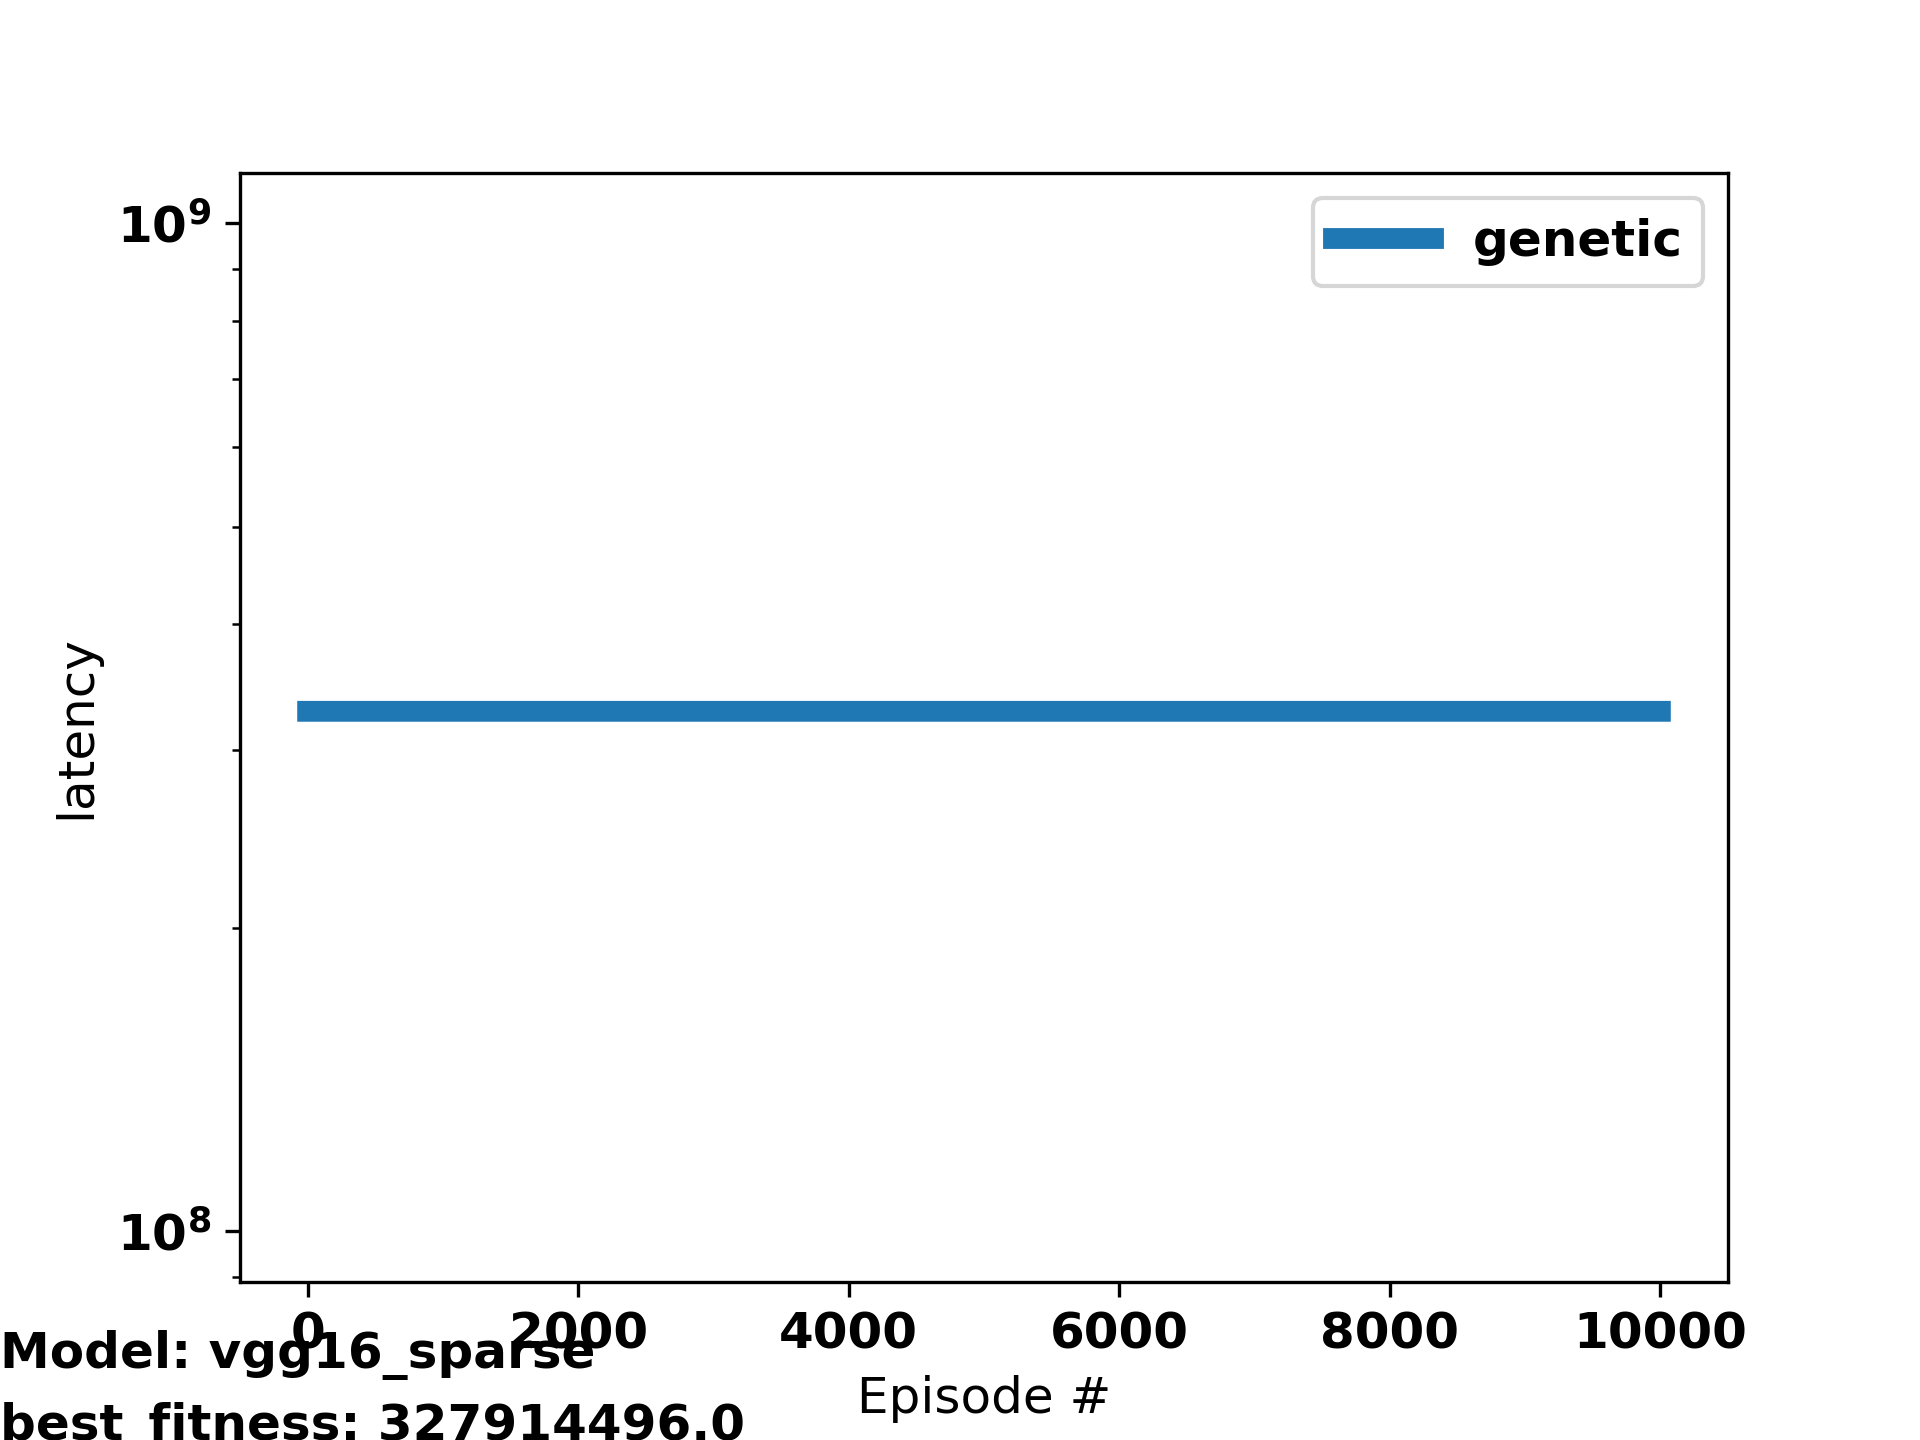 10⁹
genetic
latency
10⁸
0 2000 4000 6000 8000 10000
Model: vgg16_sparse
Episode #
best_fitness: 327914496.0